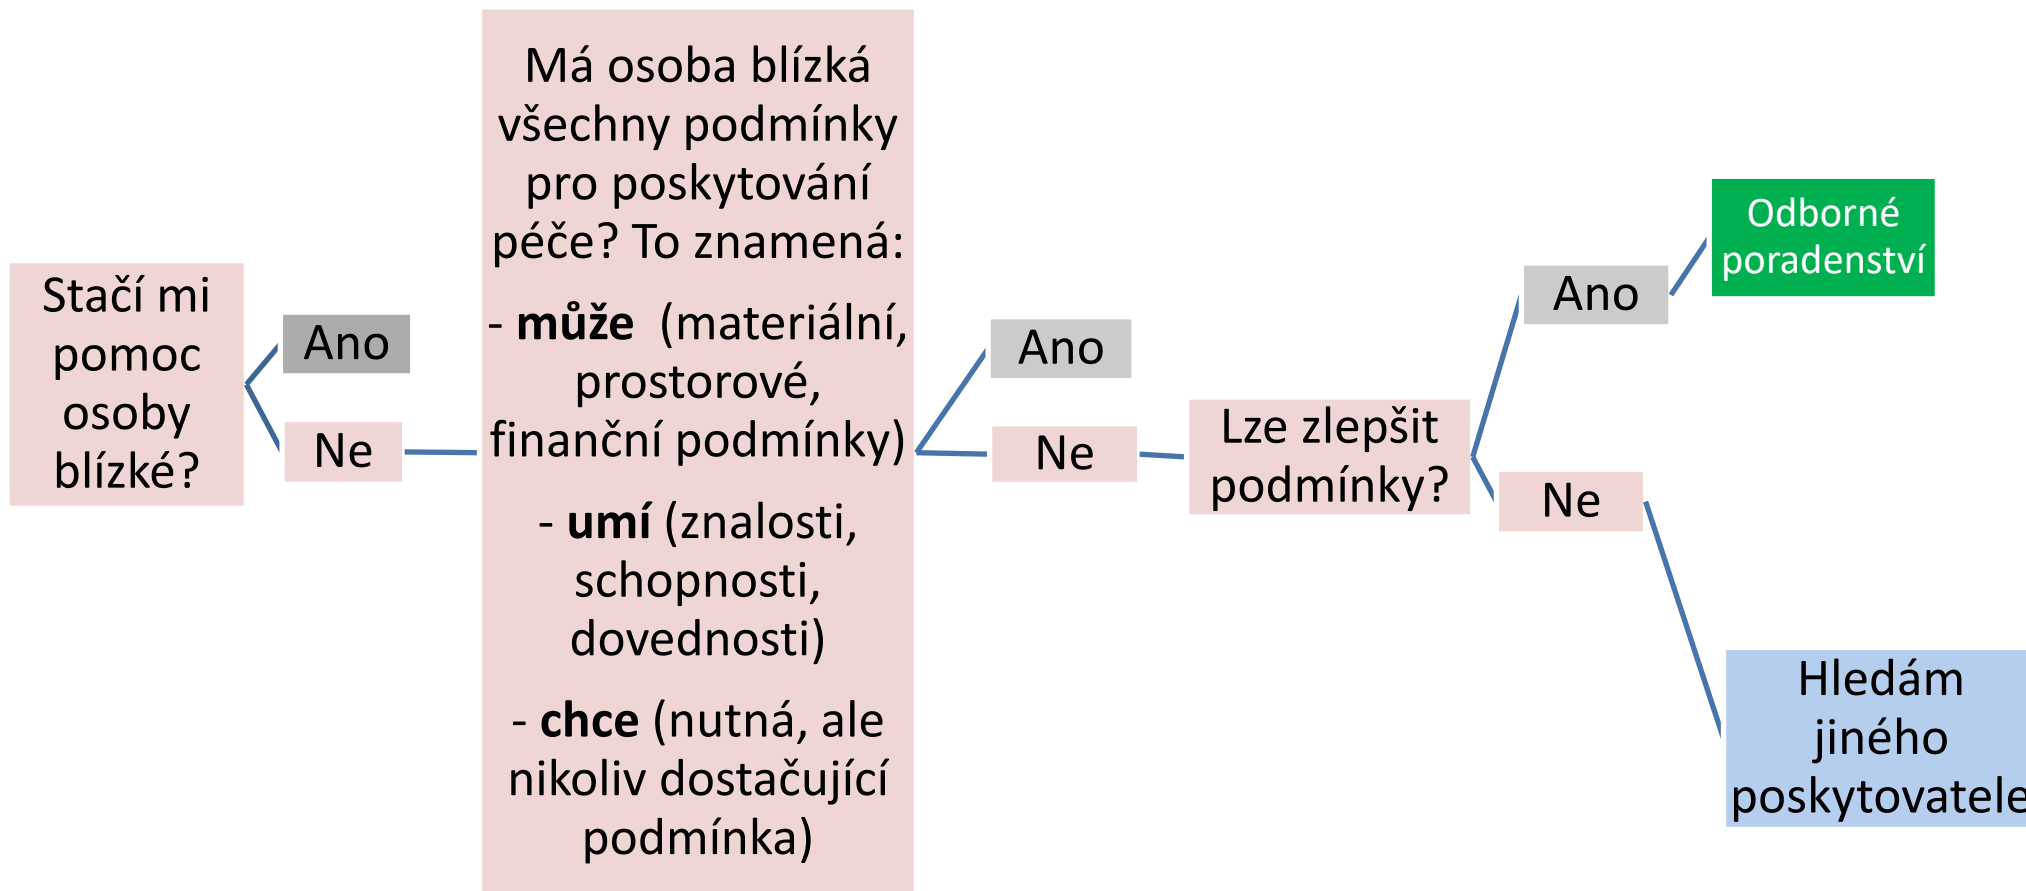 Stačí mi
pomoc
osoby
blízké?
Ano
Ne
Má osoba blízká
všechny podmínky
pro poskytování
péče? To znamená:
- může  (materiální,
prostorové,
finanční podmínky)
- umí (znalosti,
schopnosti,
dovednosti)
- chce (nutná, ale
nikoliv dostačující
podmínka)
Ano
Ne
Lze zlepšit
podmínky?
Ano
Ne
Odborné
poradenství
Hledám
jiného
poskytovatele